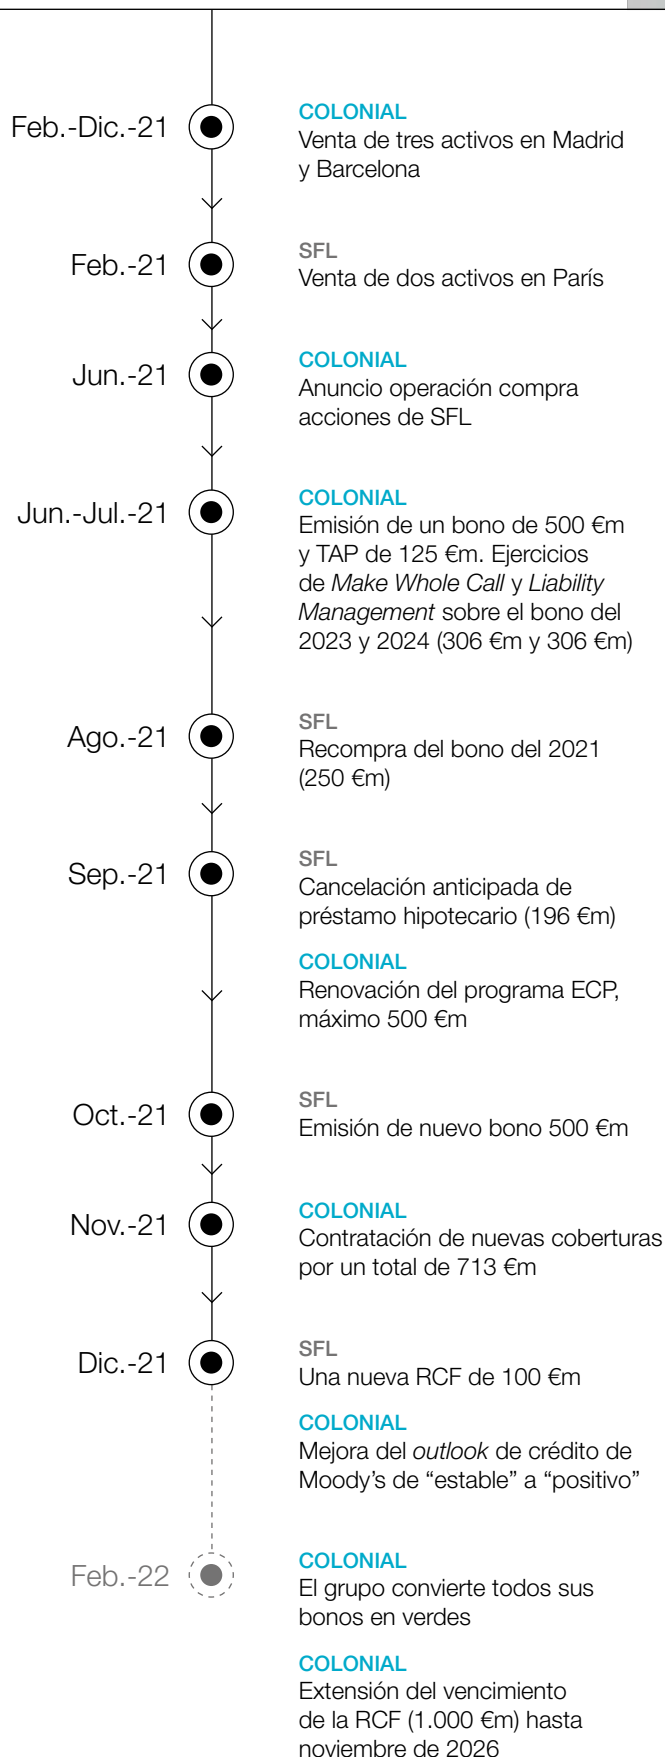 Feb.-Dic.-21
COLONIAL
Venta de tres activos en Madrid
y Barcelona
Feb.-21
SFL
Venta de dos activos en París
Jun.-21
COLONIAL
Anuncio operación compra
acciones de SFL
Jun.-Jul.-21
COLONIAL
Emisión de un bono de 500 €m
y TAP de 125 €m. Ejercicios
de Make Whole Call y Liability
Management sobre el bono del
2023 y 2024 (306 €m y 306 €m)
Ago.-21
SFL
Recompra del bono del 2021
(250 €m)
Sep.-21
SFL
Cancelación anticipada de
préstamo hipotecario (196 €m)
COLONIAL
Renovación del programa ECP,
máximo 500 €m
Oct.-21
SFL
Emisión de nuevo bono 500 €m
Nov.-21
COLONIAL
Contratación de nuevas coberturas
por un total de 713 €m
Dic.-21
SFL
Una nueva RCF de 100 €m
COLONIAL
Mejora del outlook de crédito de
Moody’s de “estable” a “positivo”
Feb.-22
COLONIAL
El grupo convierte todos sus
bonos en verdes
COLONIAL
Extensión del vencimiento
de la RCF (1.000 €m) hasta
noviembre de 2026